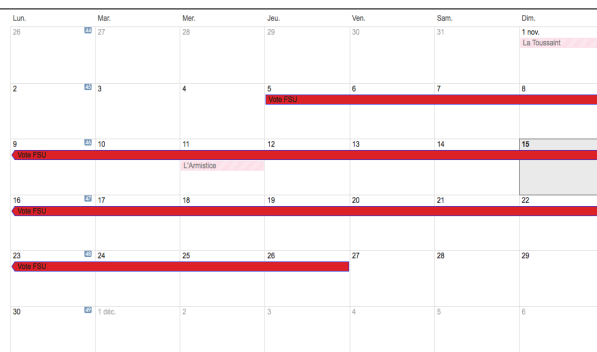 Lun. Mar. Mer. Jeu. Ven. Sam. Dim.
26 44 27 28 29 30 31 1 nov.
La Toussaint
2 45 3 4 5 6 7 8
Vote FSU
9 46 10 11 12 13 14 15
Vote FSU
L'Armistice
16 47 17 18 19 20 21 22
Vote FSU
23 48 24 25 26 27 28 29
Vote FSU
30 49 1 déc. 2 3 4 5 6